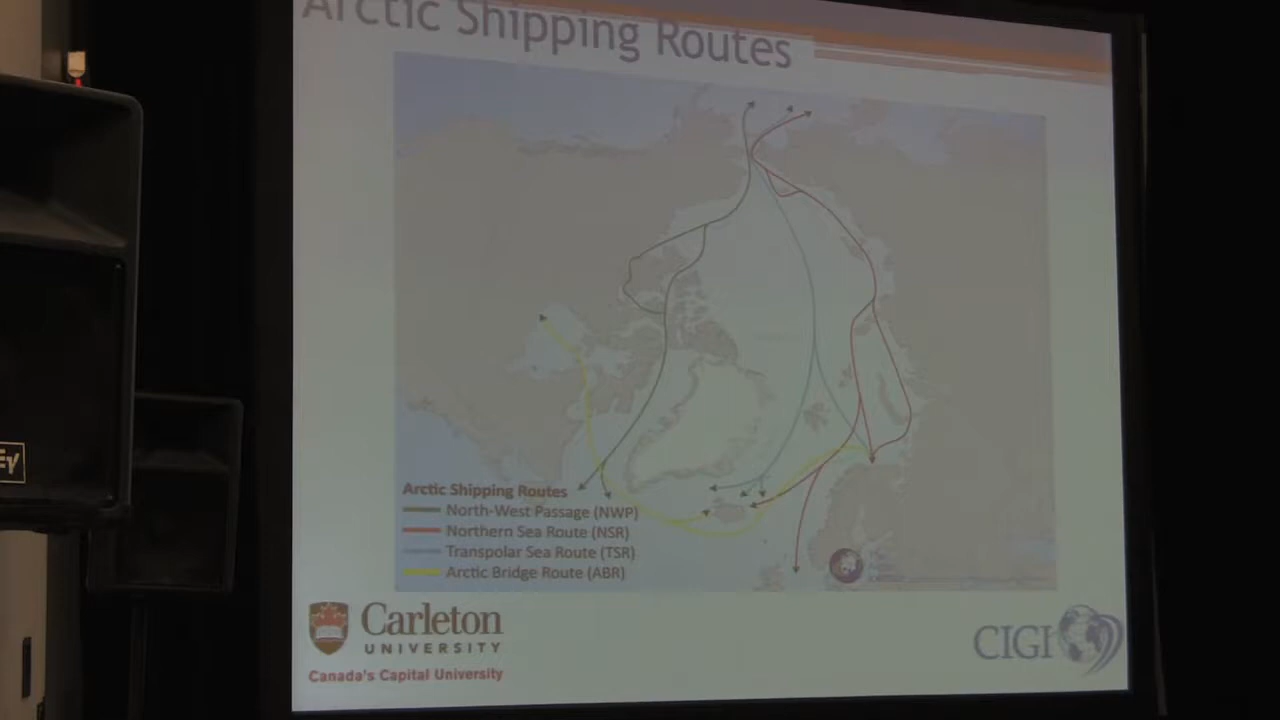 Arctic Shipping Routes
Arctic Shipping Routes
North-West Passage (NWP)
Northern Sea Route (NSR)
Transpolar Sea Route (TSR)
Arctic Bridge Route (ABR)
Carleton
UNIVERSITY
Canada's Capital University
CIGI